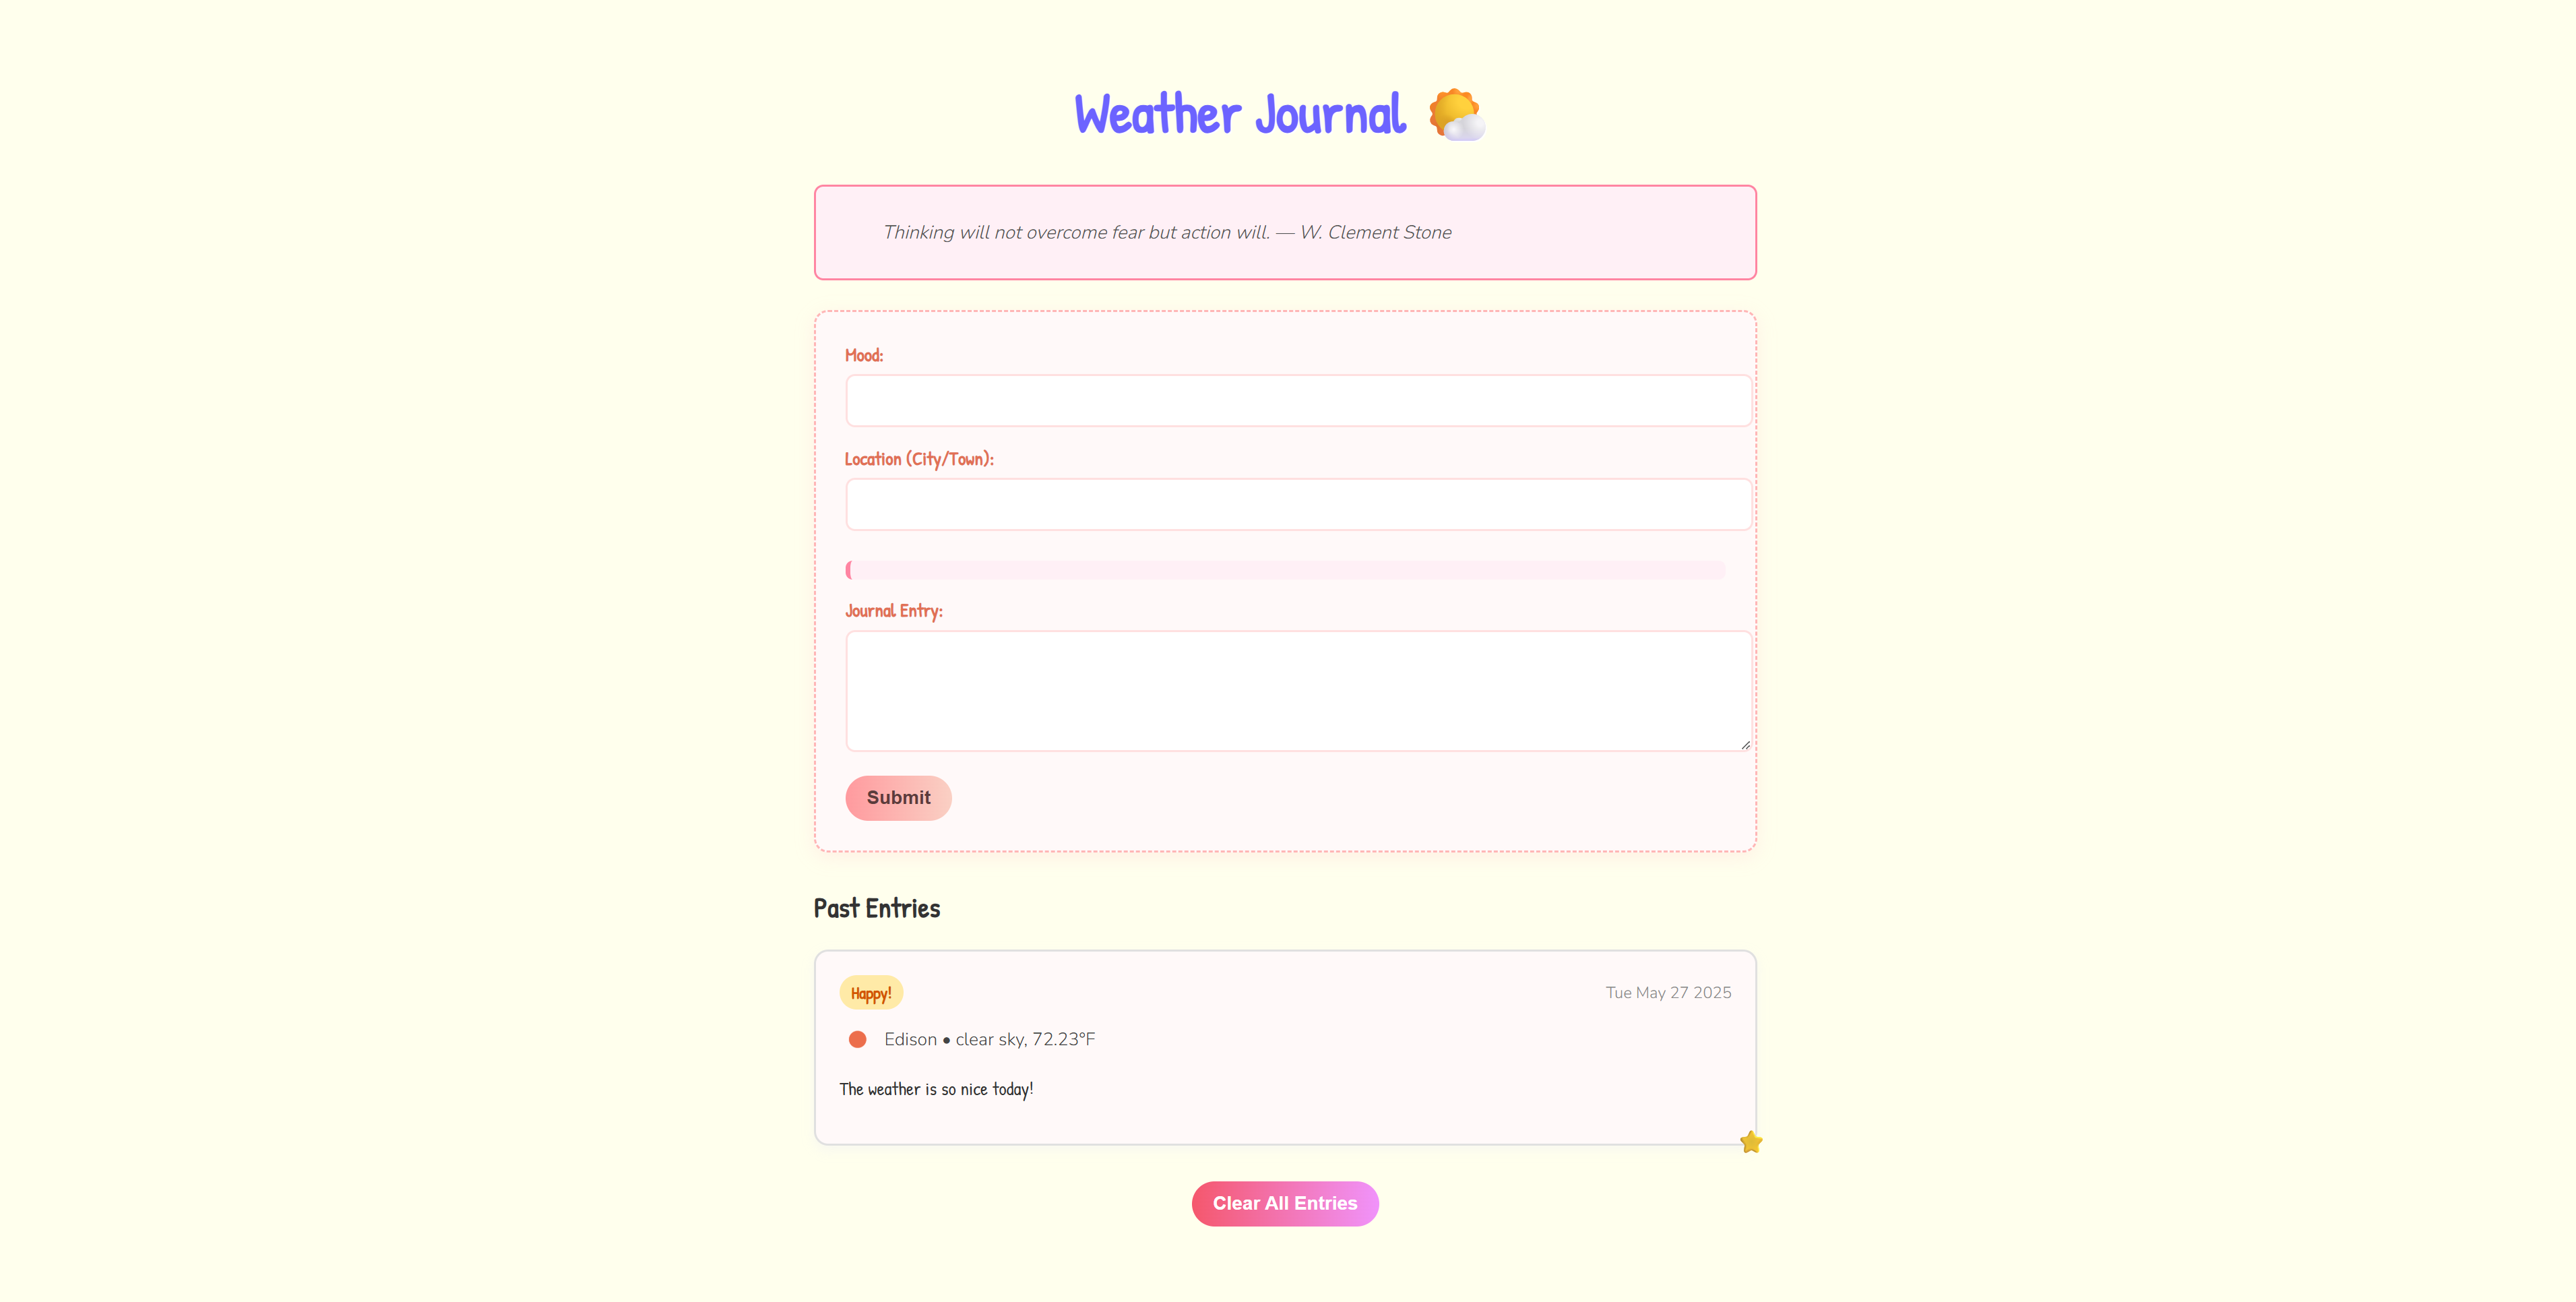 Weather Journal
Thinking will not overcome fear but action will. — W. Clement Stone
Mood:
Location (City/Town):
Journal Entry:
Submit
Past Entries
Happy!
Tue May 27 2025
Edison • clear sky, 72.23°F
The weather is so nice today!
Clear All Entries